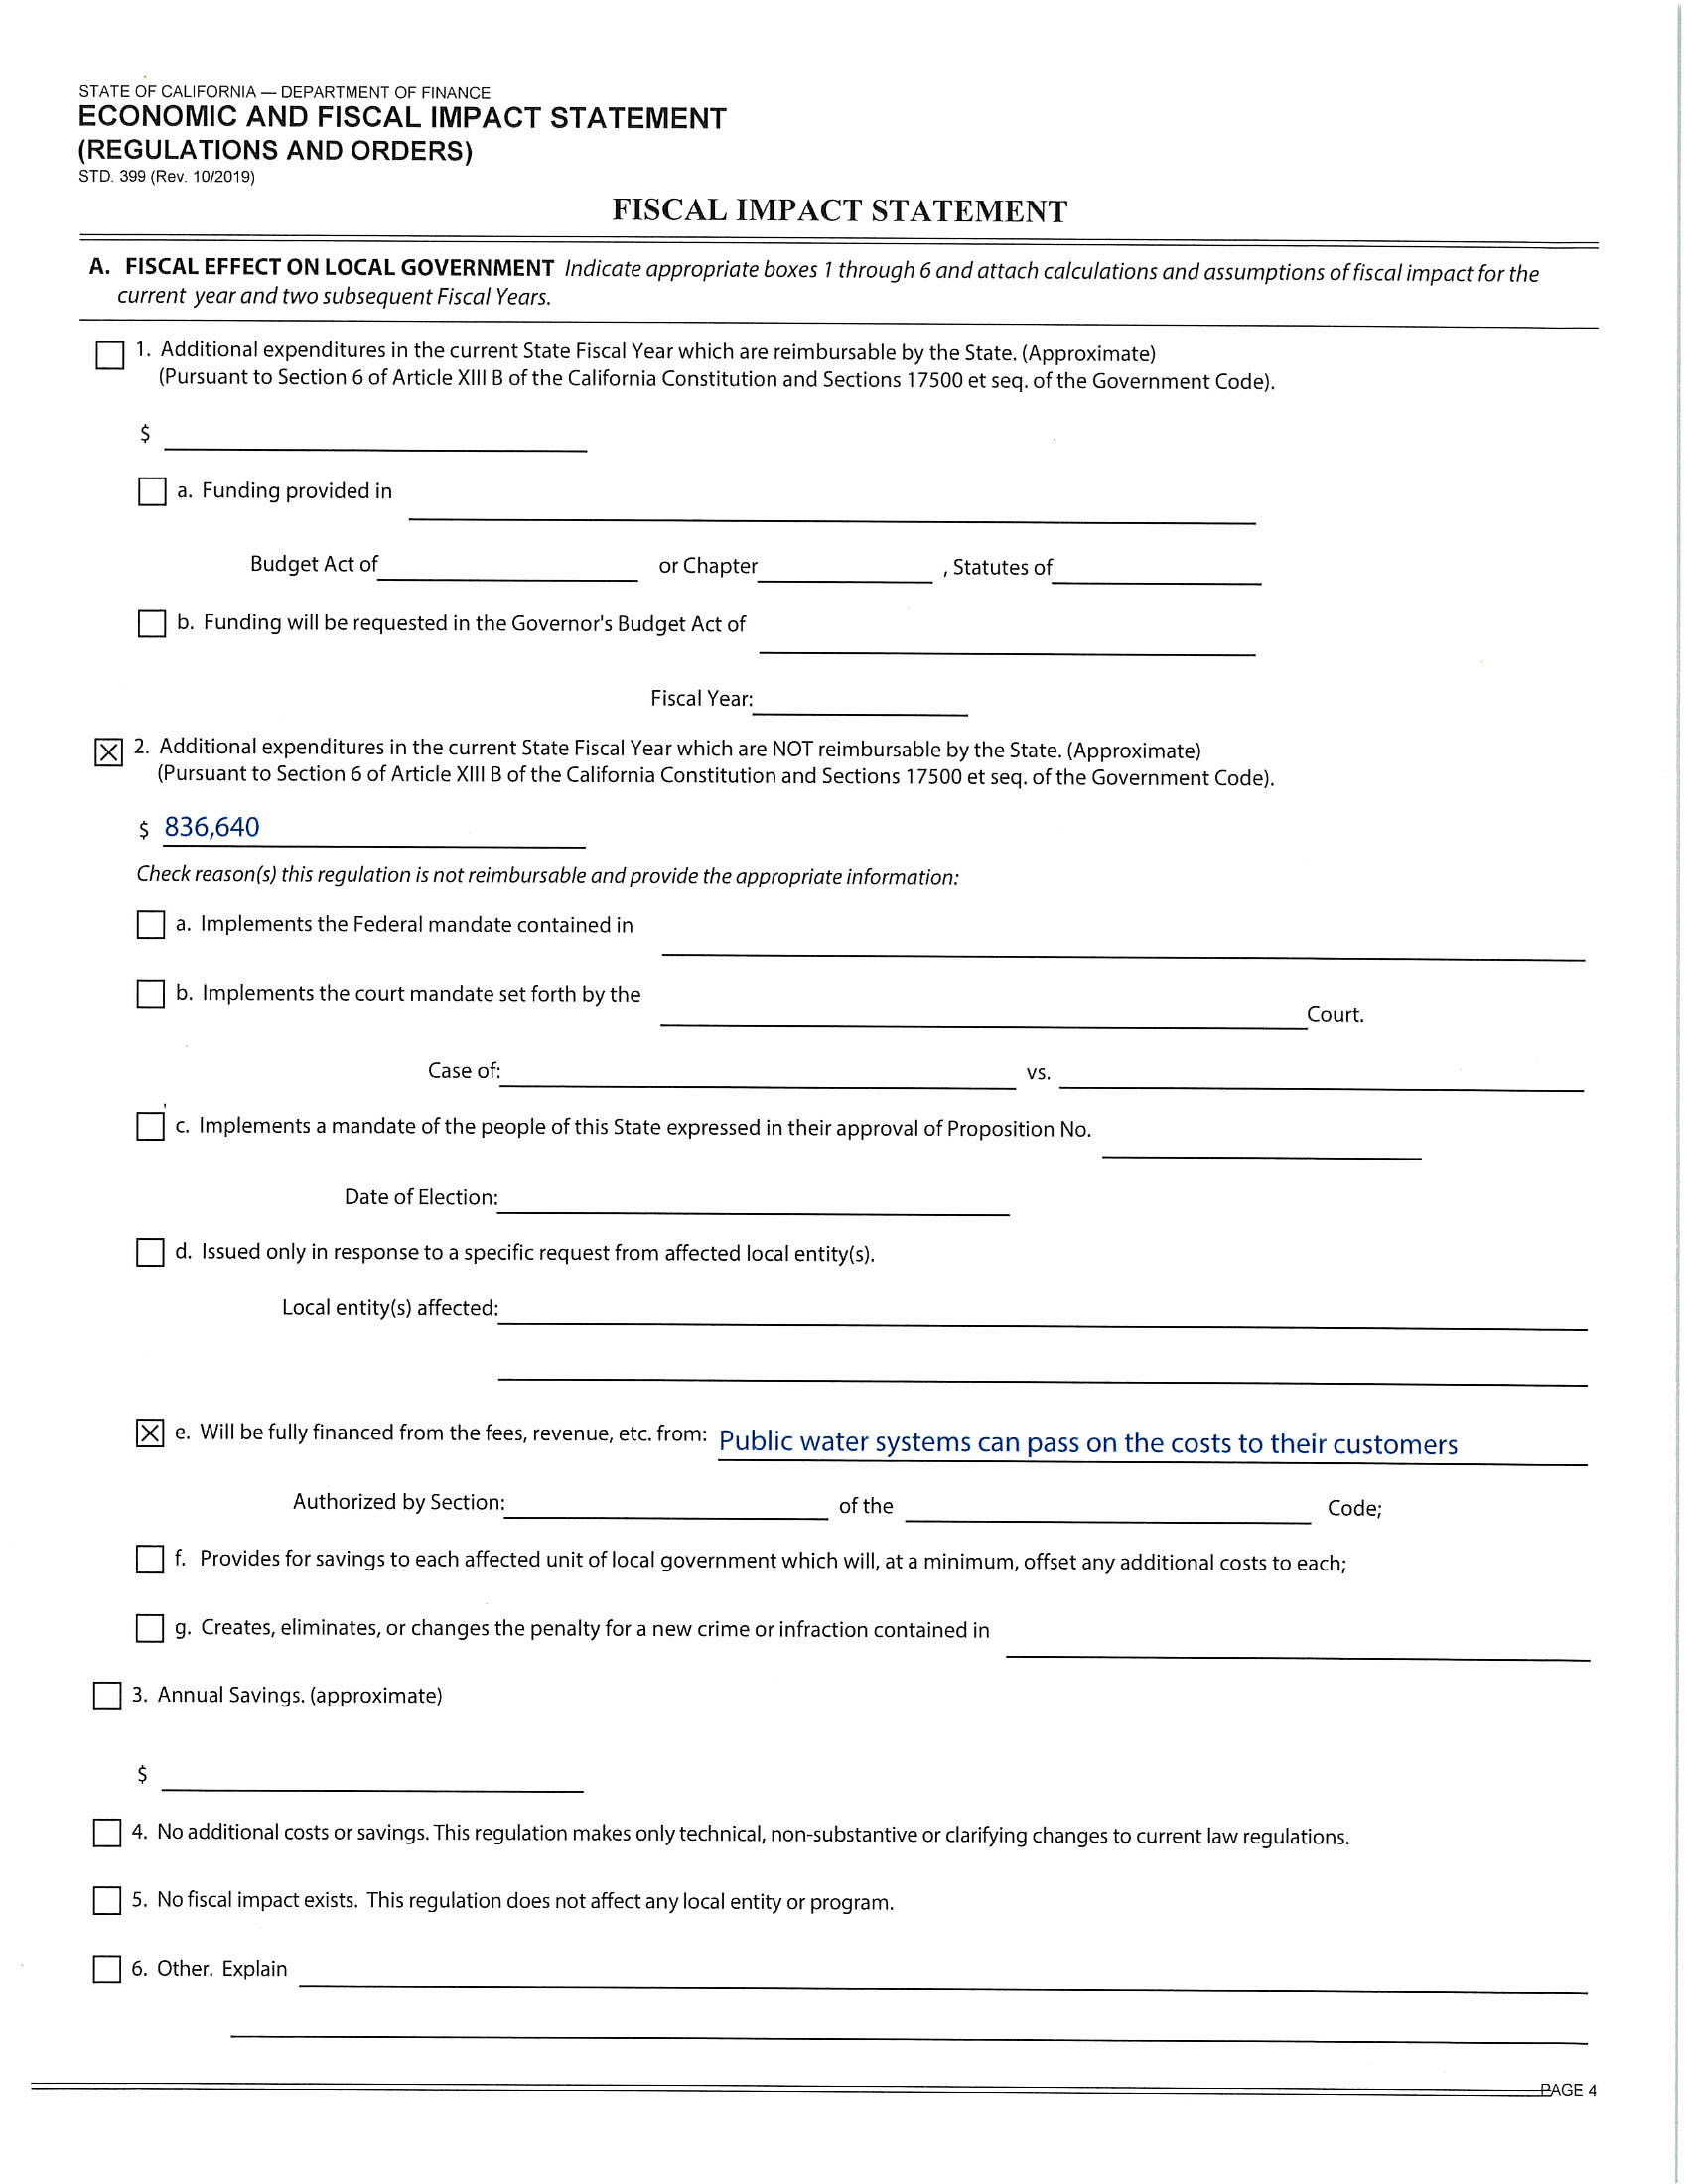 STATE OF CALIFORNIA — DEPARTMENT OF FINANCE
ECONOMIC AND FISCAL IMPACT STATEMENT
(REGULATIONS AND ORDERS)
STD. 399 (Rev. 10/2019)
FISCAL IMPACT STATEMENT
A. FISCAL EFFECT ON LOCAL GOVERNMENT Indicate appropriate boxes 1 through 6 and attach calculations and assumptions of fiscal impact for the
current year and two subsequent Fiscal Years.
1. Additional expenditures in the current State Fiscal Year which are reimbursable by the State. (Approximate)
(Pursuant to Section 6 of Article XIII B of the California Constitution and Sections 17500 et seq. of the Government Code).
$
a. Funding provided in
Budget Act of or Chapter , Statutes of
b. Funding will be requested in the Governor's Budget Act of
Fiscal Year:
2. Additional expenditures in the current State Fiscal Year which are NOT reimbursable by the State. (Approximate)
(Pursuant to Section 6 of Article XIII B of the California Constitution and Sections 17500 et seq. of the Government Code).
$ 836,640
Check reason(s) this regulation is not reimbursable and provide the appropriate information:
a. Implements the Federal mandate contained in
b. Implements the court mandate set forth by the Court.
Case of: vs.
c. Implements a mandate of the people of this State expressed in their approval of Proposition No.
Date of Election:
d. Issued only in response to a specific request from affected local entity(s).
Local entity(s) affected:
e. Will be fully financed from the fees, revenue, etc. from: Public water systems can pass on the costs to their customers
Authorized by Section: of the Code;
f. Provides for savings to each affected unit of local government which will, at a minimum, offset any additional costs to each;
g. Creates, eliminates, or changes the penalty for a new crime or infraction contained in
3. Annual Savings. (approximate)
$
4. No additional costs or savings. This regulation makes only technical, non-substantive or clarifying changes to current law regulations.
5. No fiscal impact exists. This regulation does not affect any local entity or program.
6. Other. Explain
PAGE 4